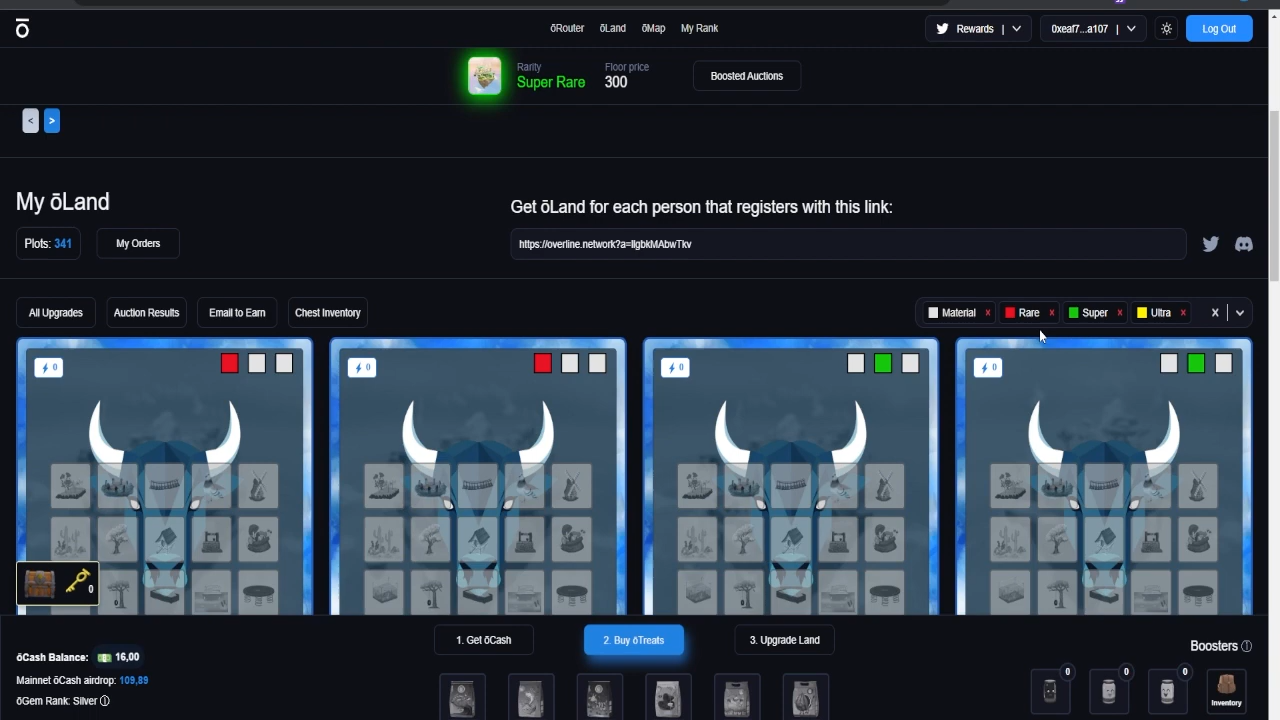 ō
ōRouter
ōLand
ōMap
My Rank
Rewards |
0xeaf7...a107 |
Log Out
Rarity
Super Rare
Floor price
300
Boosted Auctions
<
>
My ōLand
Get ōLand for each person that registers with this link:
Plots: 341
My Orders
https://overline.network?a=llgbkMAbwTkv
All Upgrades
Auction Results
Email to Earn
Chest Inventory
Material x
Rare x
Super x
Ultra x
0
0
0
0
0
0
0
0
0
ōCash Balance: 16,00
Mainnet ōCash airdrop: 109,89
ōGem Rank: Silver
1. Get ōCash
2. Buy ōTreats
3. Upgrade Land
Boosters
0
0
0
Inventory